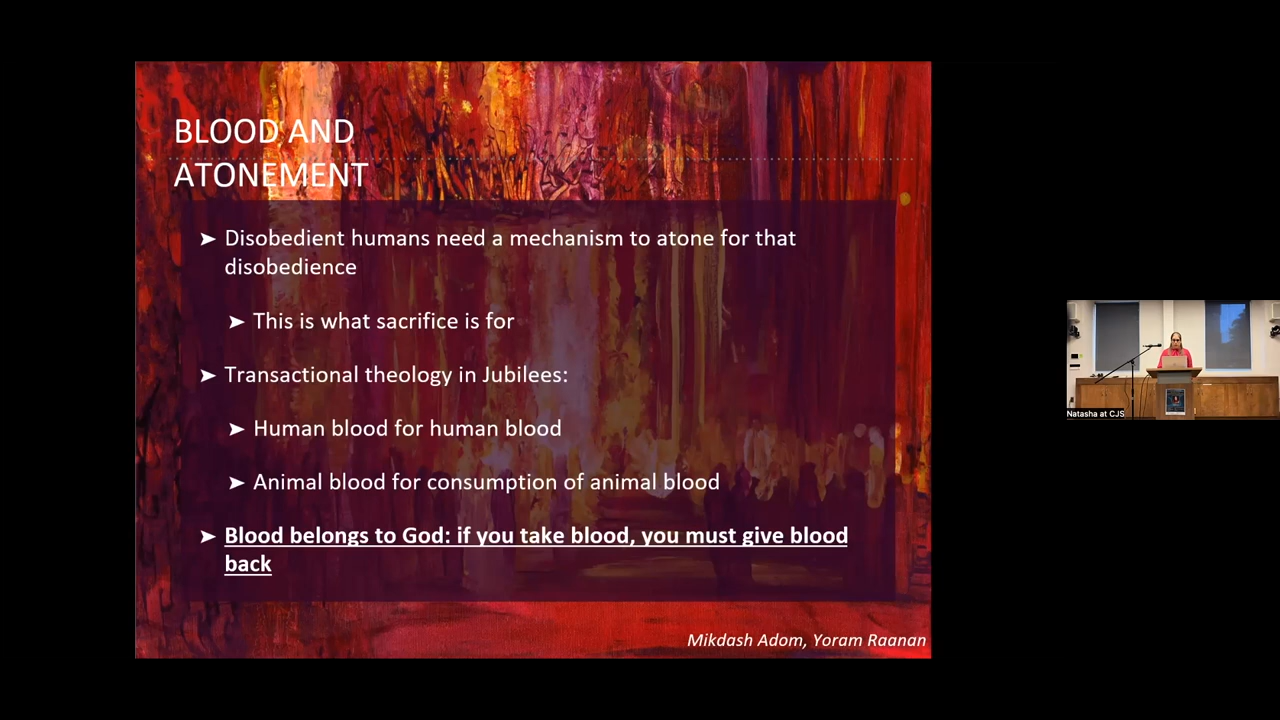 BLOOD AND
ATONEMENT
➤ Disobedient humans need a mechanism to atone for that
disobedience
➤ This is what sacrifice is for
➤ Transactional theology in Jubilees:
➤ Human blood for human blood
➤ Animal blood for consumption of animal blood
➤ Blood belongs to God: if you take blood, you must give blood
back
Mikdash Adom, Yoram Raanan
Natasha at CJS